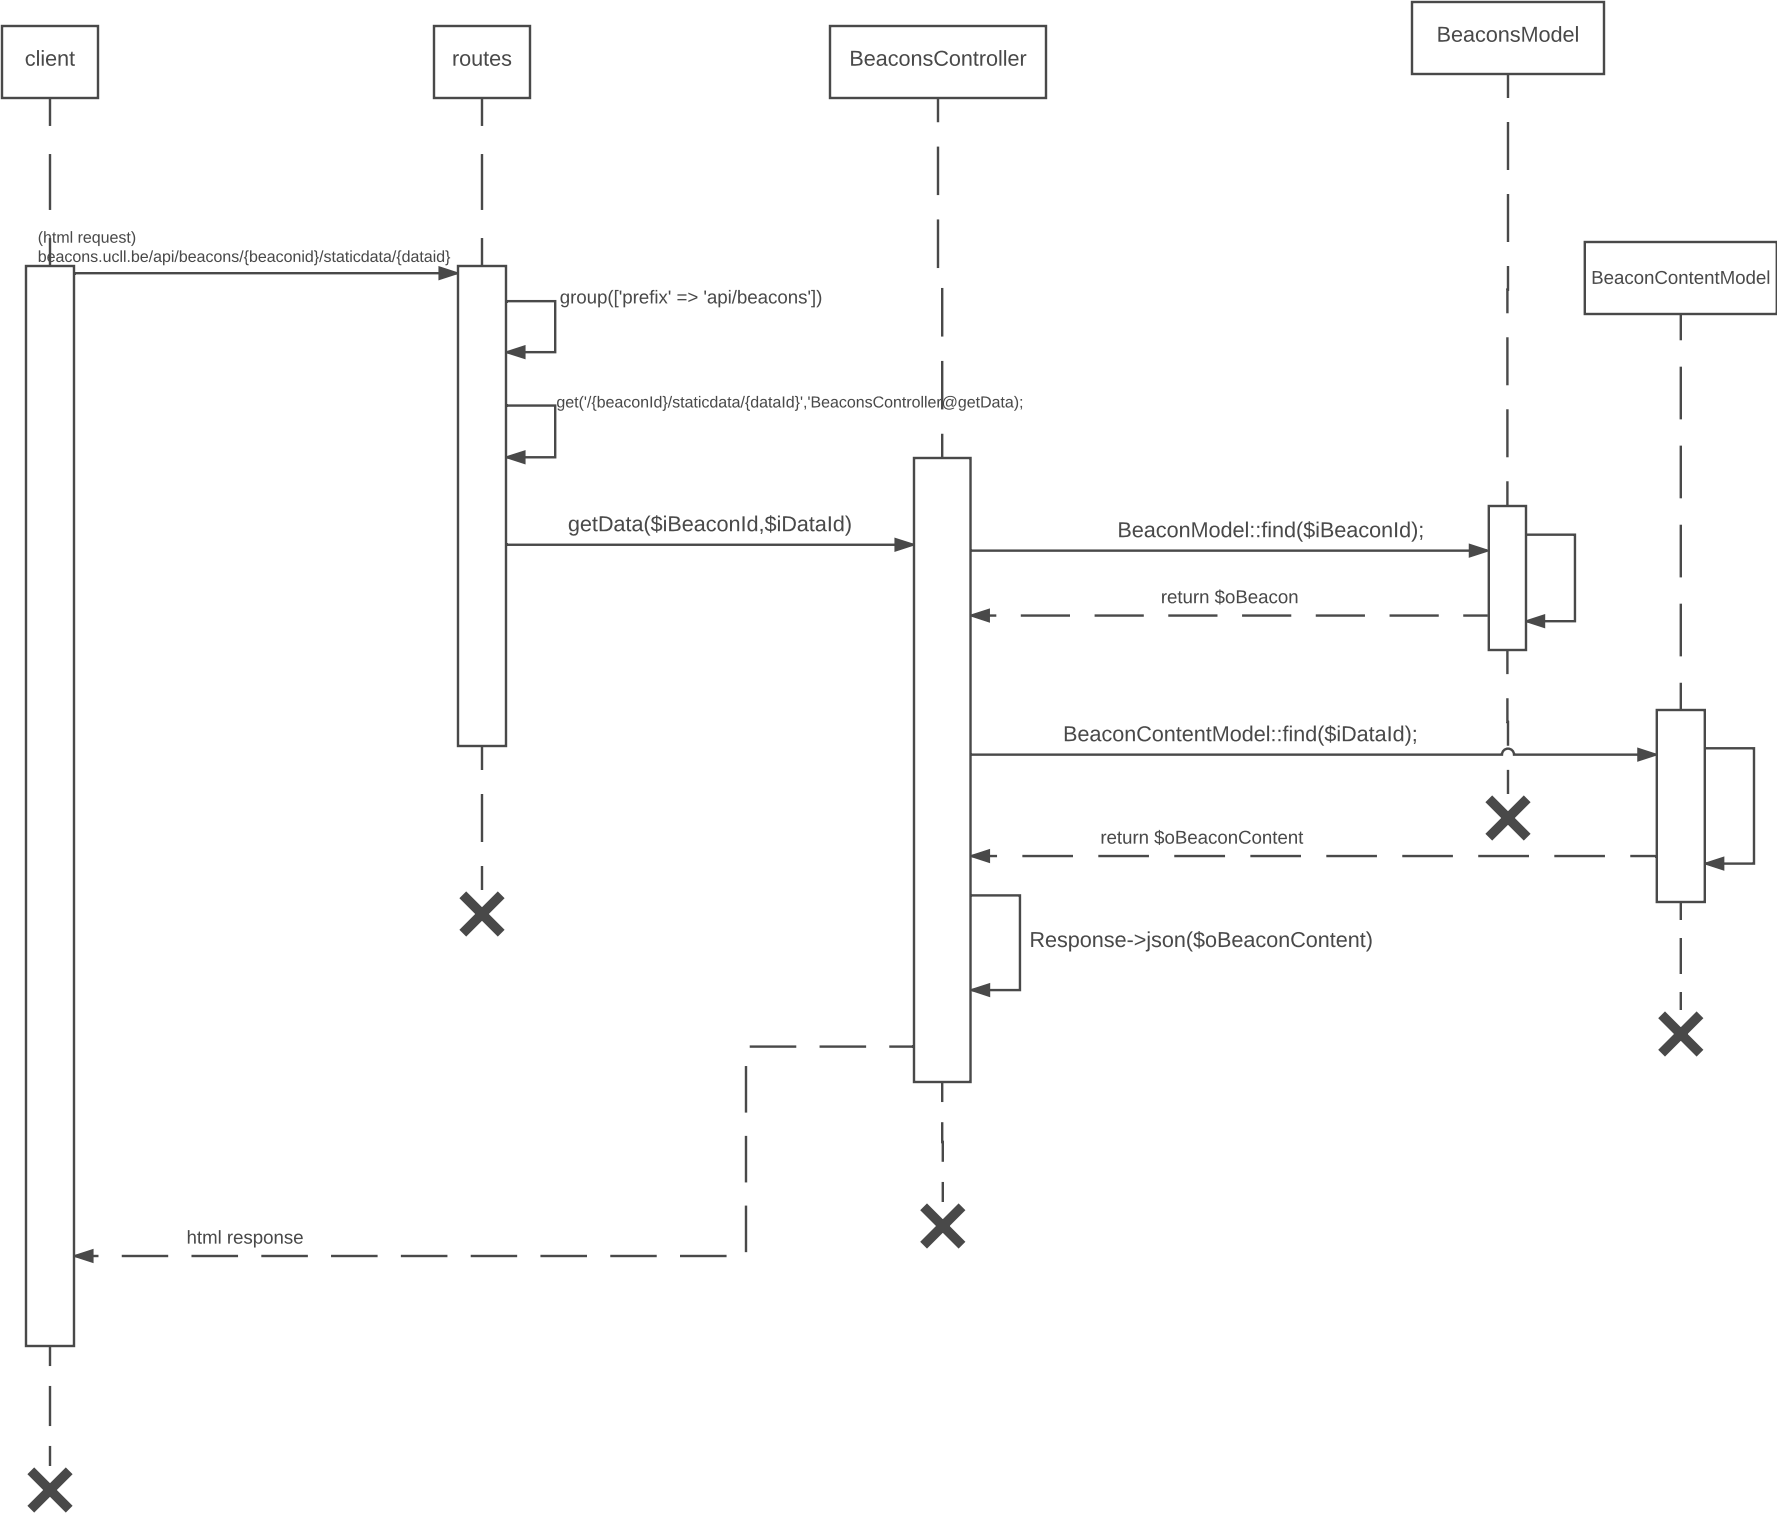 client
routes
BeaconsController
BeaconsModel
(html request)
beacons.ucll.be/api/beacons/{beaconid}/staticdata/{dataid}
BeaconContentModel
group(['prefix' => 'api/beacons'])
get('/{beaconId}/staticdata/{dataId}','BeaconsController@getData);
getData($iBeaconId,$iDataId)
BeaconModel::find($iBeaconId);
return $oBeacon
BeaconContentModel::find($iDataId);
return $oBeaconContent
Response->json($oBeaconContent)
html response